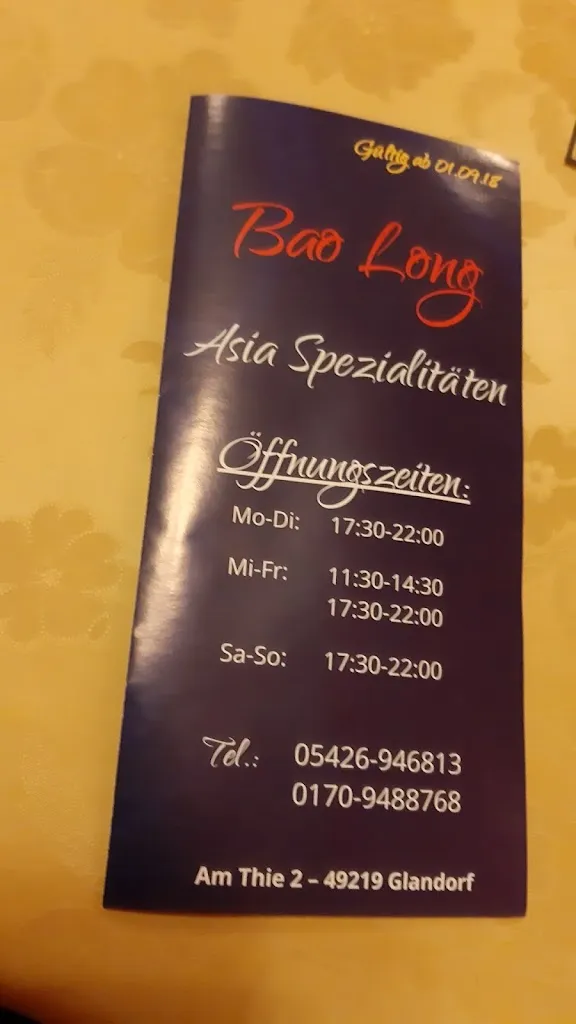 Gültig ab 01.09.18
Bao Long
Asia Spezialitäten
Öffnungszeiten:
Mo-Di: 17:30-22:00
Mi-Fr: 11:30-14:30
17:30-22:00
Sa-So: 17:30-22:00
Tel.: 05426-946813
0170-9488768
Am Thie 2 – 49219 Glandorf